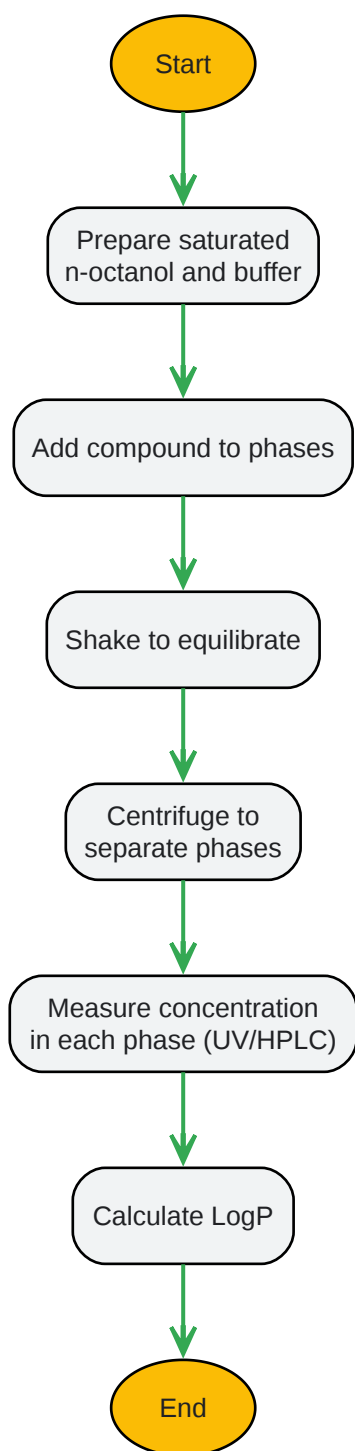 Start
Prepare saturated
n-octanol and buffer
Add compound to phases
Shake to equilibrate
Centrifuge to
separate phases
Measure concentration
in each phase (UV/HPLC)
Calculate LogP
End